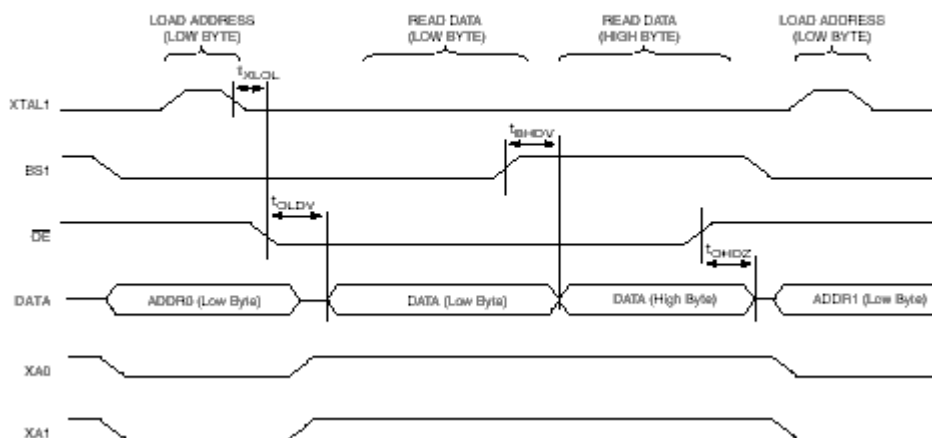 LOAD ADDRESS READ DATA READ DATA LOAD ADDRESS
(LOW BYTE) (LOW BYTE) (HIGH BYTE) (LOW BYTE)
tXLOL
XTAL1
tBHDV
BS1
tOLDV
OE
tOHDZ
DATA ADDR0 (Low Byte) DATA (Low Byte) DATA (High Byte) ADDR1 (Low Byte)
XA0
XA1